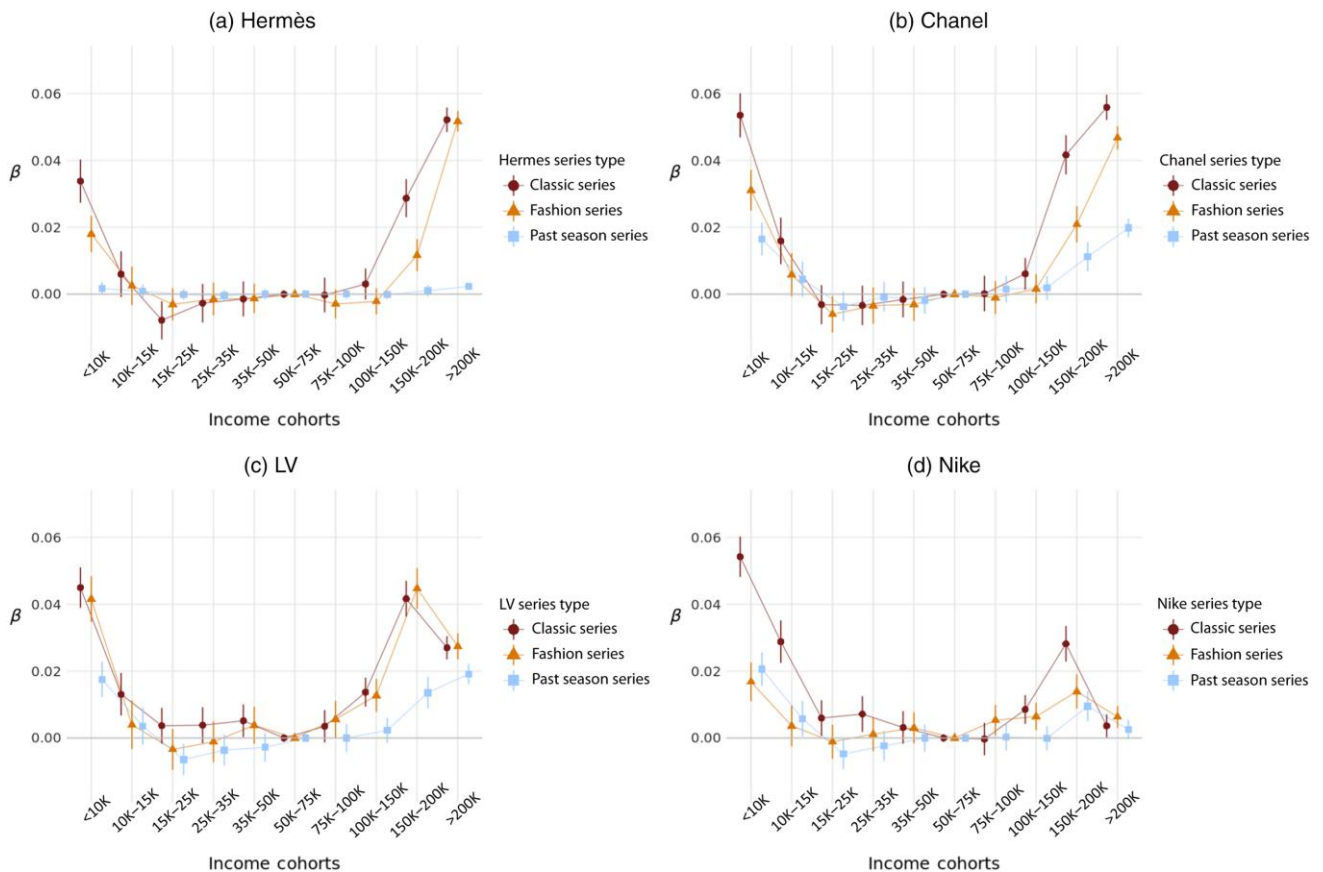 (a) Hermès
0.06
0.04
β
0.02
0.00
<10K
10K–15K
15K–25K
25K–35K
35K–50K
50K–75K
75K–100K
100K–150K
150K–200K
>200K
Income cohorts
Hermes series type
Classic series
Fashion series
Past season series
(b) Chanel
0.06
0.04
β
0.02
0.00
<10K
10K–15K
15K–25K
25K–35K
35K–50K
50K–75K
75K–100K
100K–150K
150K–200K
>200K
Income cohorts
Chanel series type
Classic series
Fashion series
Past season series
(c) LV
0.06
0.04
β
0.02
0.00
<10K
10K–15K
15K–25K
25K–35K
35K–50K
50K–75K
75K–100K
100K–150K
150K–200K
>200K
Income cohorts
LV series type
Classic series
Fashion series
Past season series
(d) Nike
0.06
0.04
β
0.02
0.00
<10K
10K–15K
15K–25K
25K–35K
35K–50K
50K–75K
75K–100K
100K–150K
150K–200K
>200K
Income cohorts
Nike series type
Classic series
Fashion series
Past season series